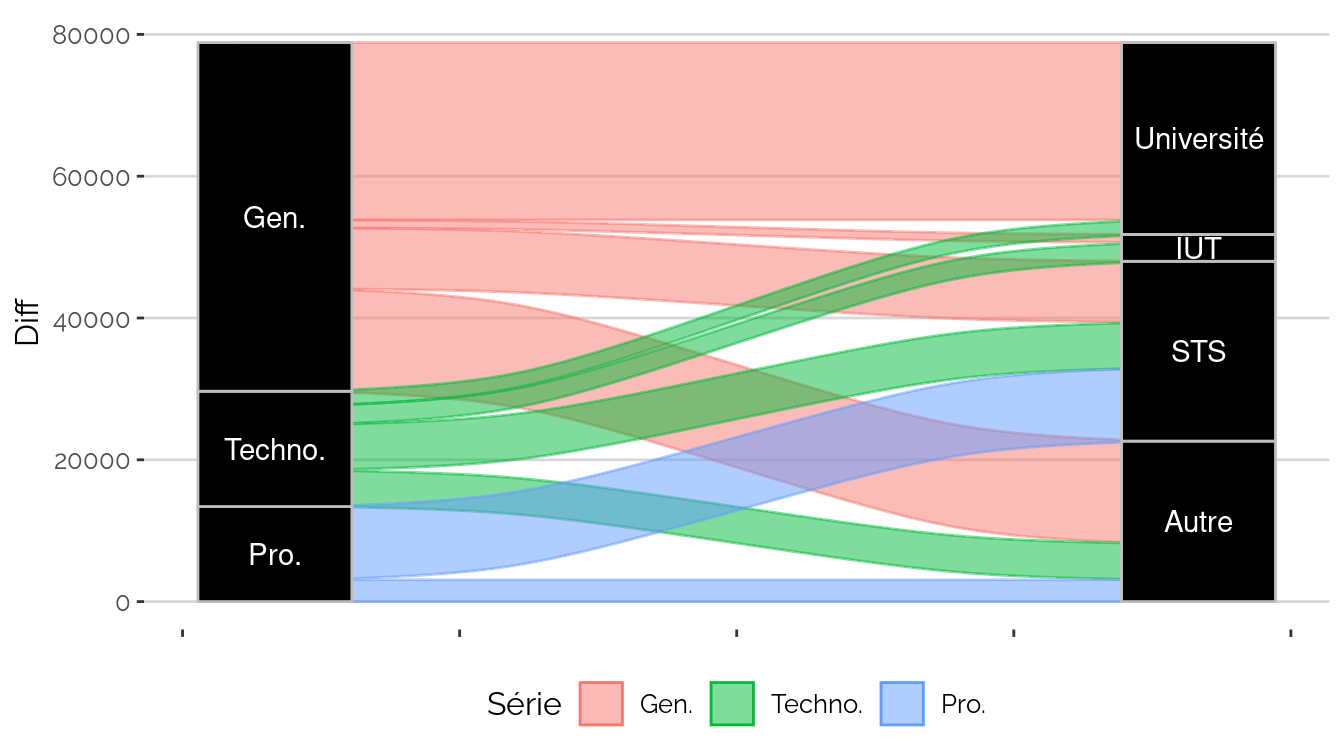 80000
60000
40000
20000
0
Diff
Gen.
Techno.
Pro.
Université
IUT
STS
Autre
Série Gen. Techno. Pro.